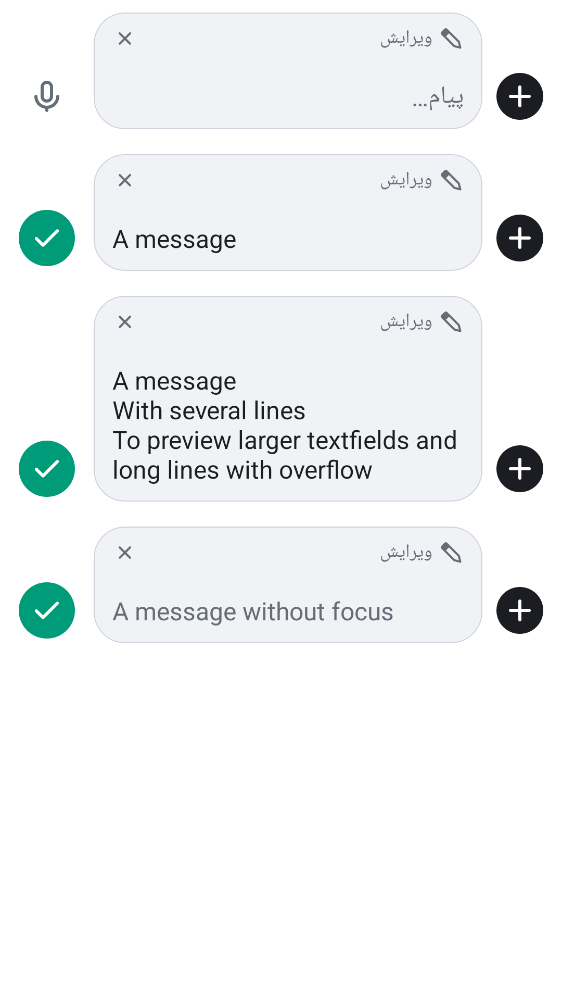 ویرایش
پیام...
ویرایش
A message
ویرایش
A message
With several lines
To preview larger textfields and
long lines with overflow
ویرایش
A message without focus